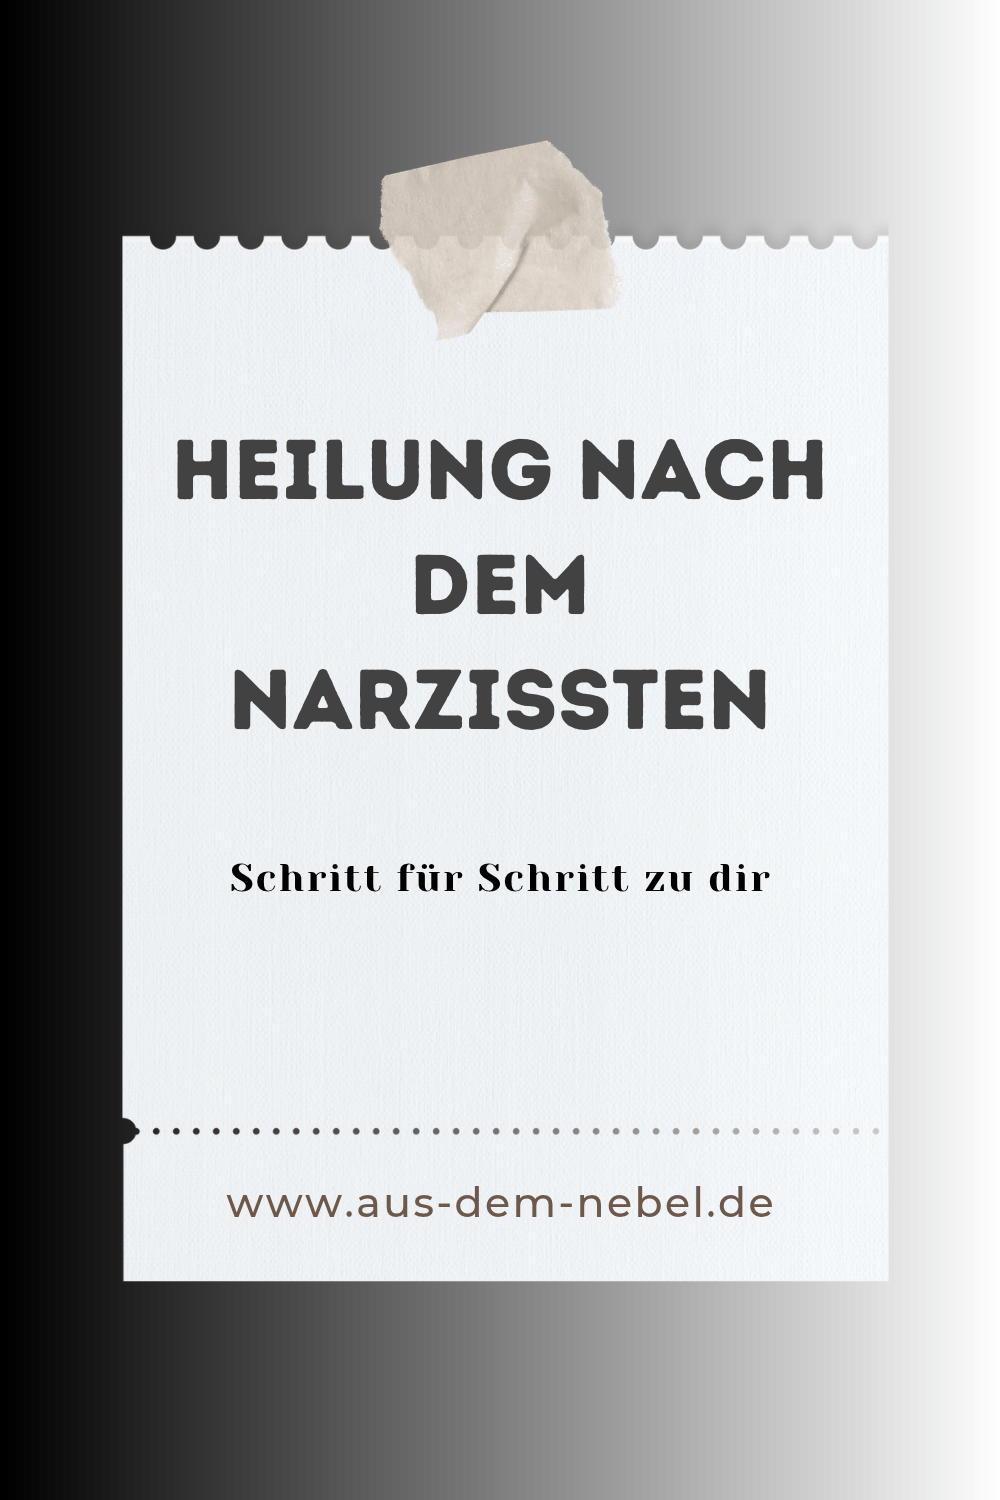 HEILUNG NACH
DEM
NARZISSTEN
Schritt für Schritt zu dir
www.aus-dem-nebel.de